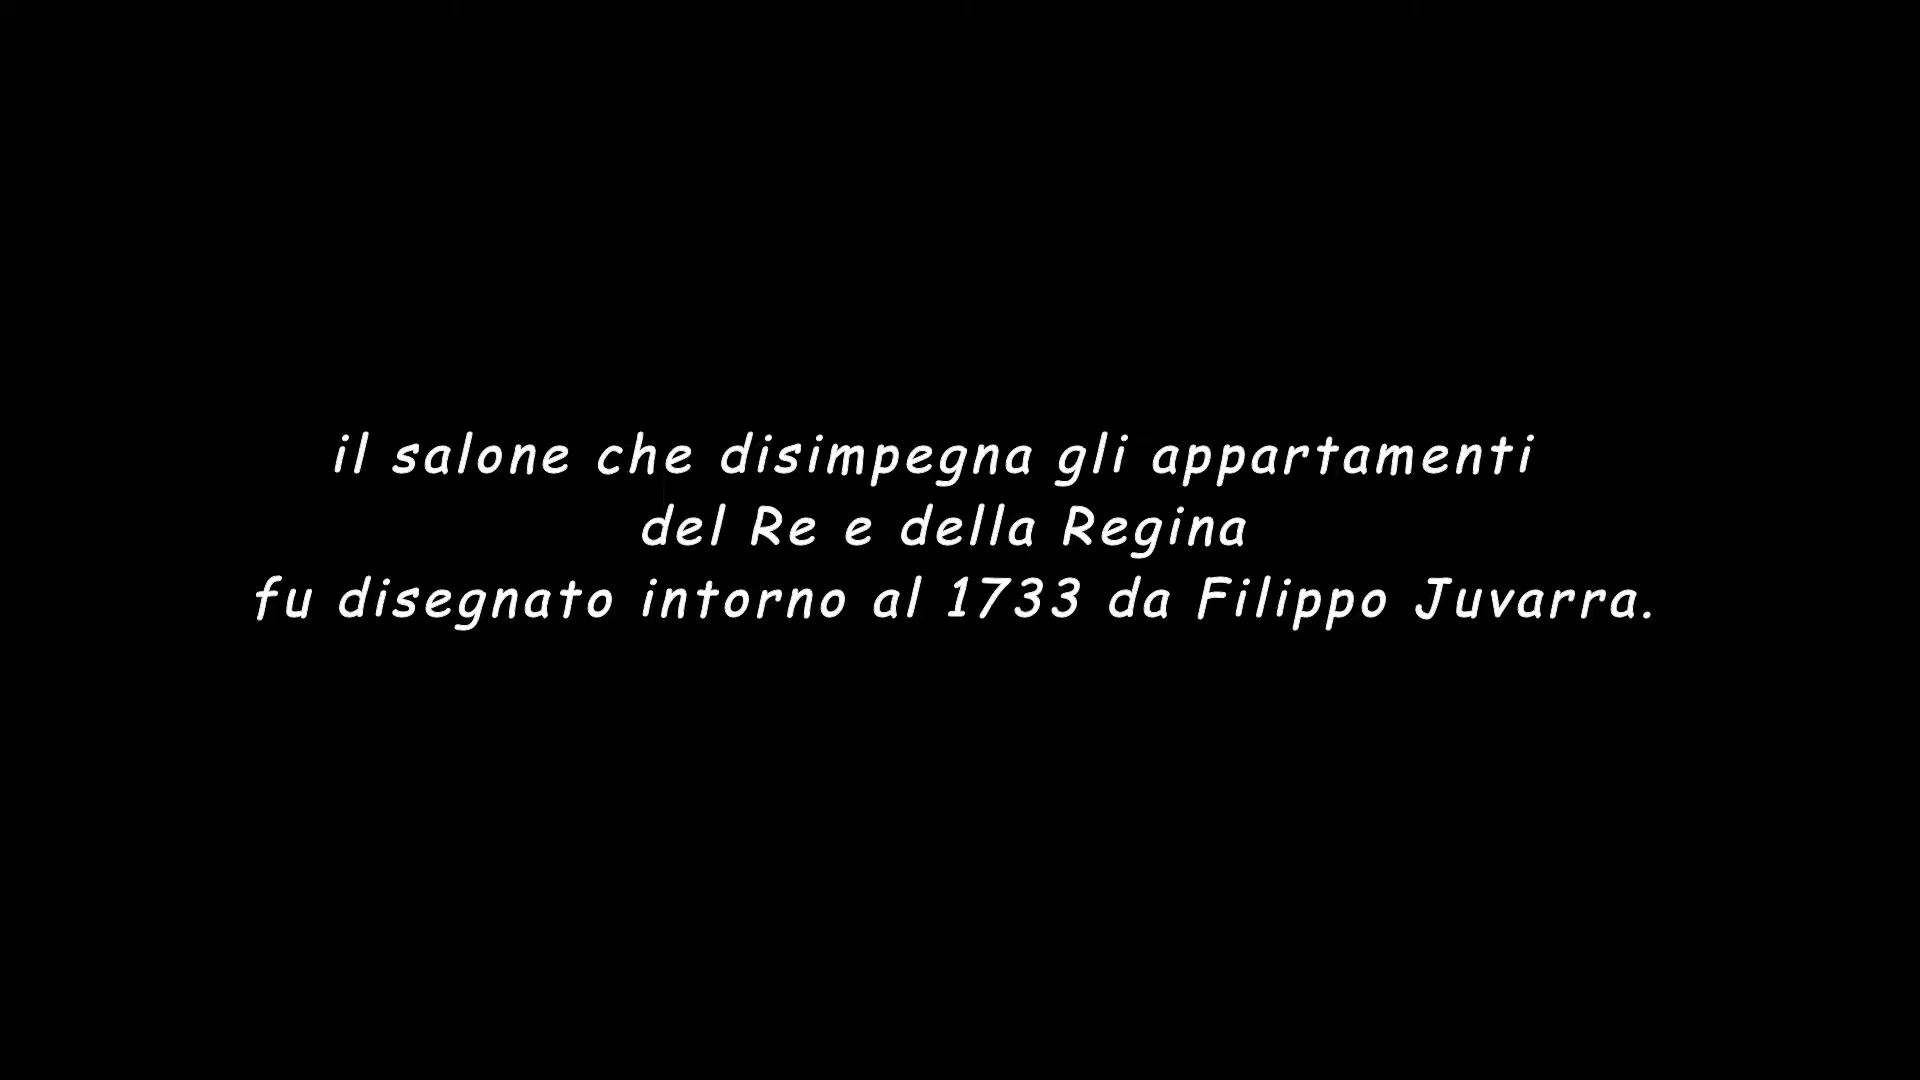 il salone che disimpegna gli appartamenti
del Re e della Regina
fu disegnato intorno al 1733 da Filippo Juvarra.